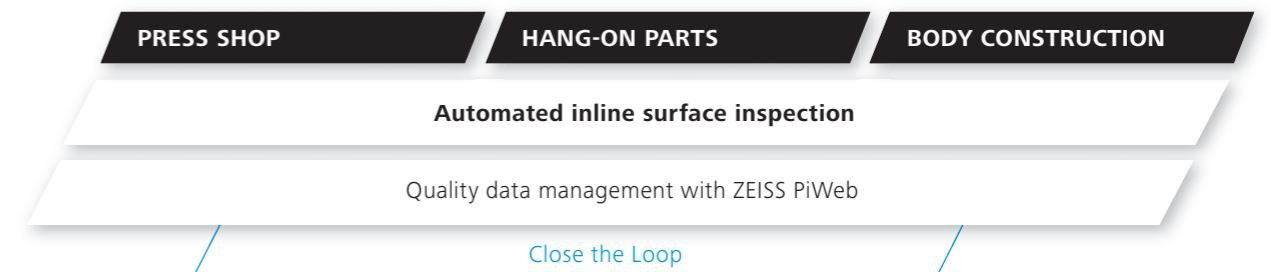 PRESS SHOP HANG-ON PARTS BODY CONSTRUCTION
Automated inline surface inspection
Quality data management with ZEISS PiWeb
Close the Loop